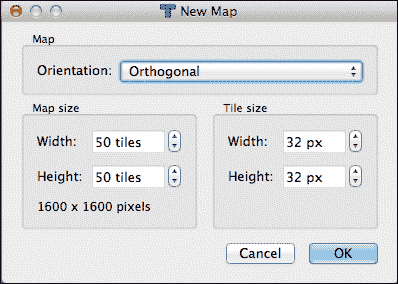 New Map
Map
Orientation: Orthogonal
Map size
Width: 50 tiles
Height: 50 tiles
1600 x 1600 pixels
Tile size
Width: 32 px
Height: 32 px
Cancel OK